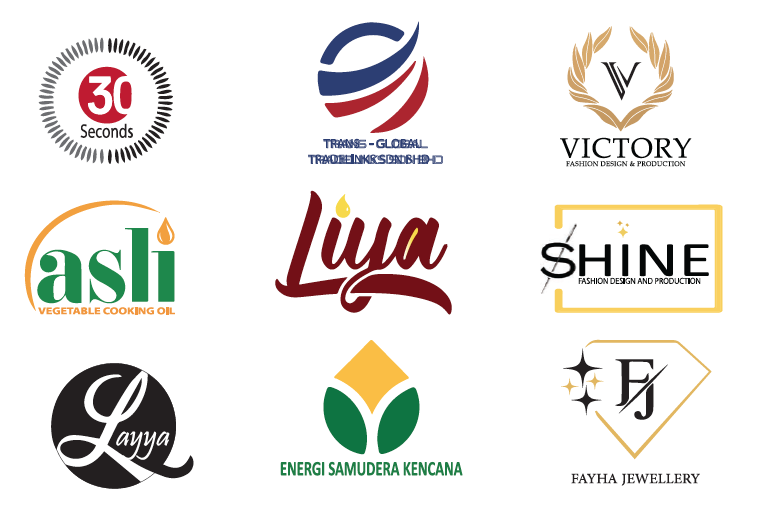 30
Seconds
TRANS - GLOBAL
V
VICTORY
FASHION DESIGN & PRODUCTION
asli
VEGETABLE COOKING OIL
Liya
SHINE
FASHION DESIGN AND PRODUCTION
Layya
ENERGI SAMUDERA KENCANA
FJ
FAYHA JEWELLERY